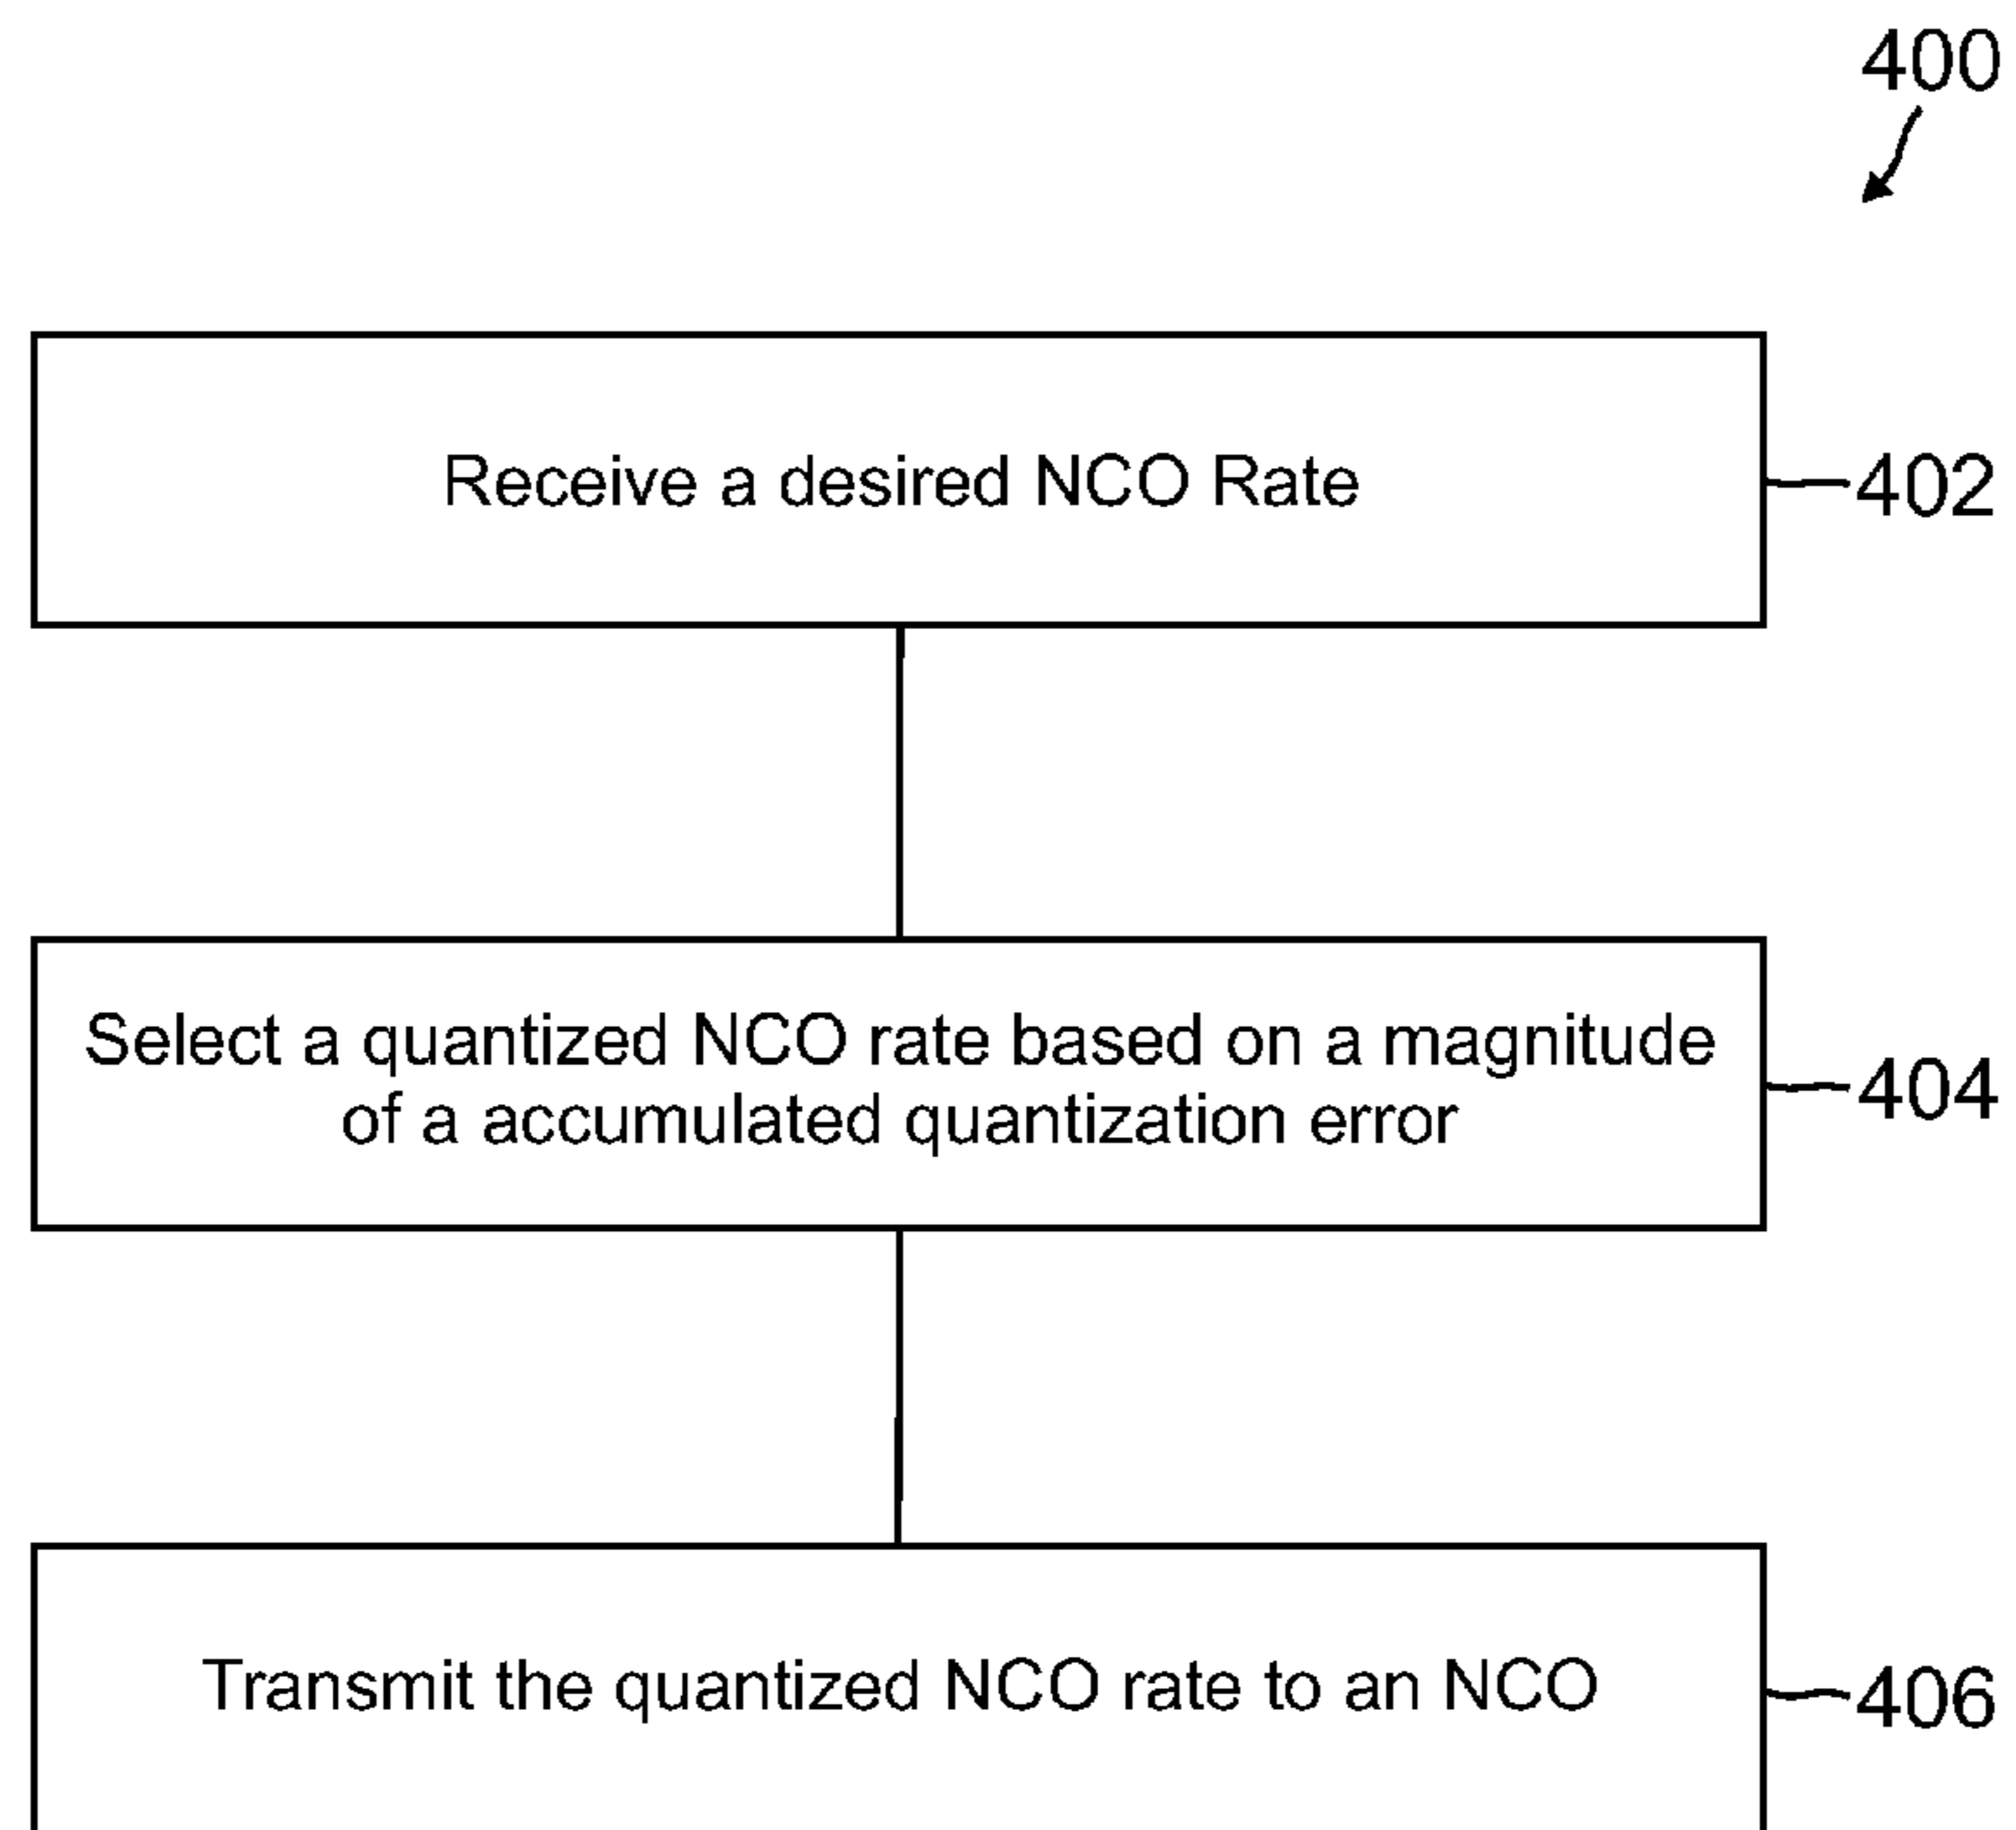 400
Receive a desired NCO Rate
402
Select a quantized NCO rate based on a magnitude
of a accumulated quantization error
404
Transmit the quantized NCO rate to an NCO
406